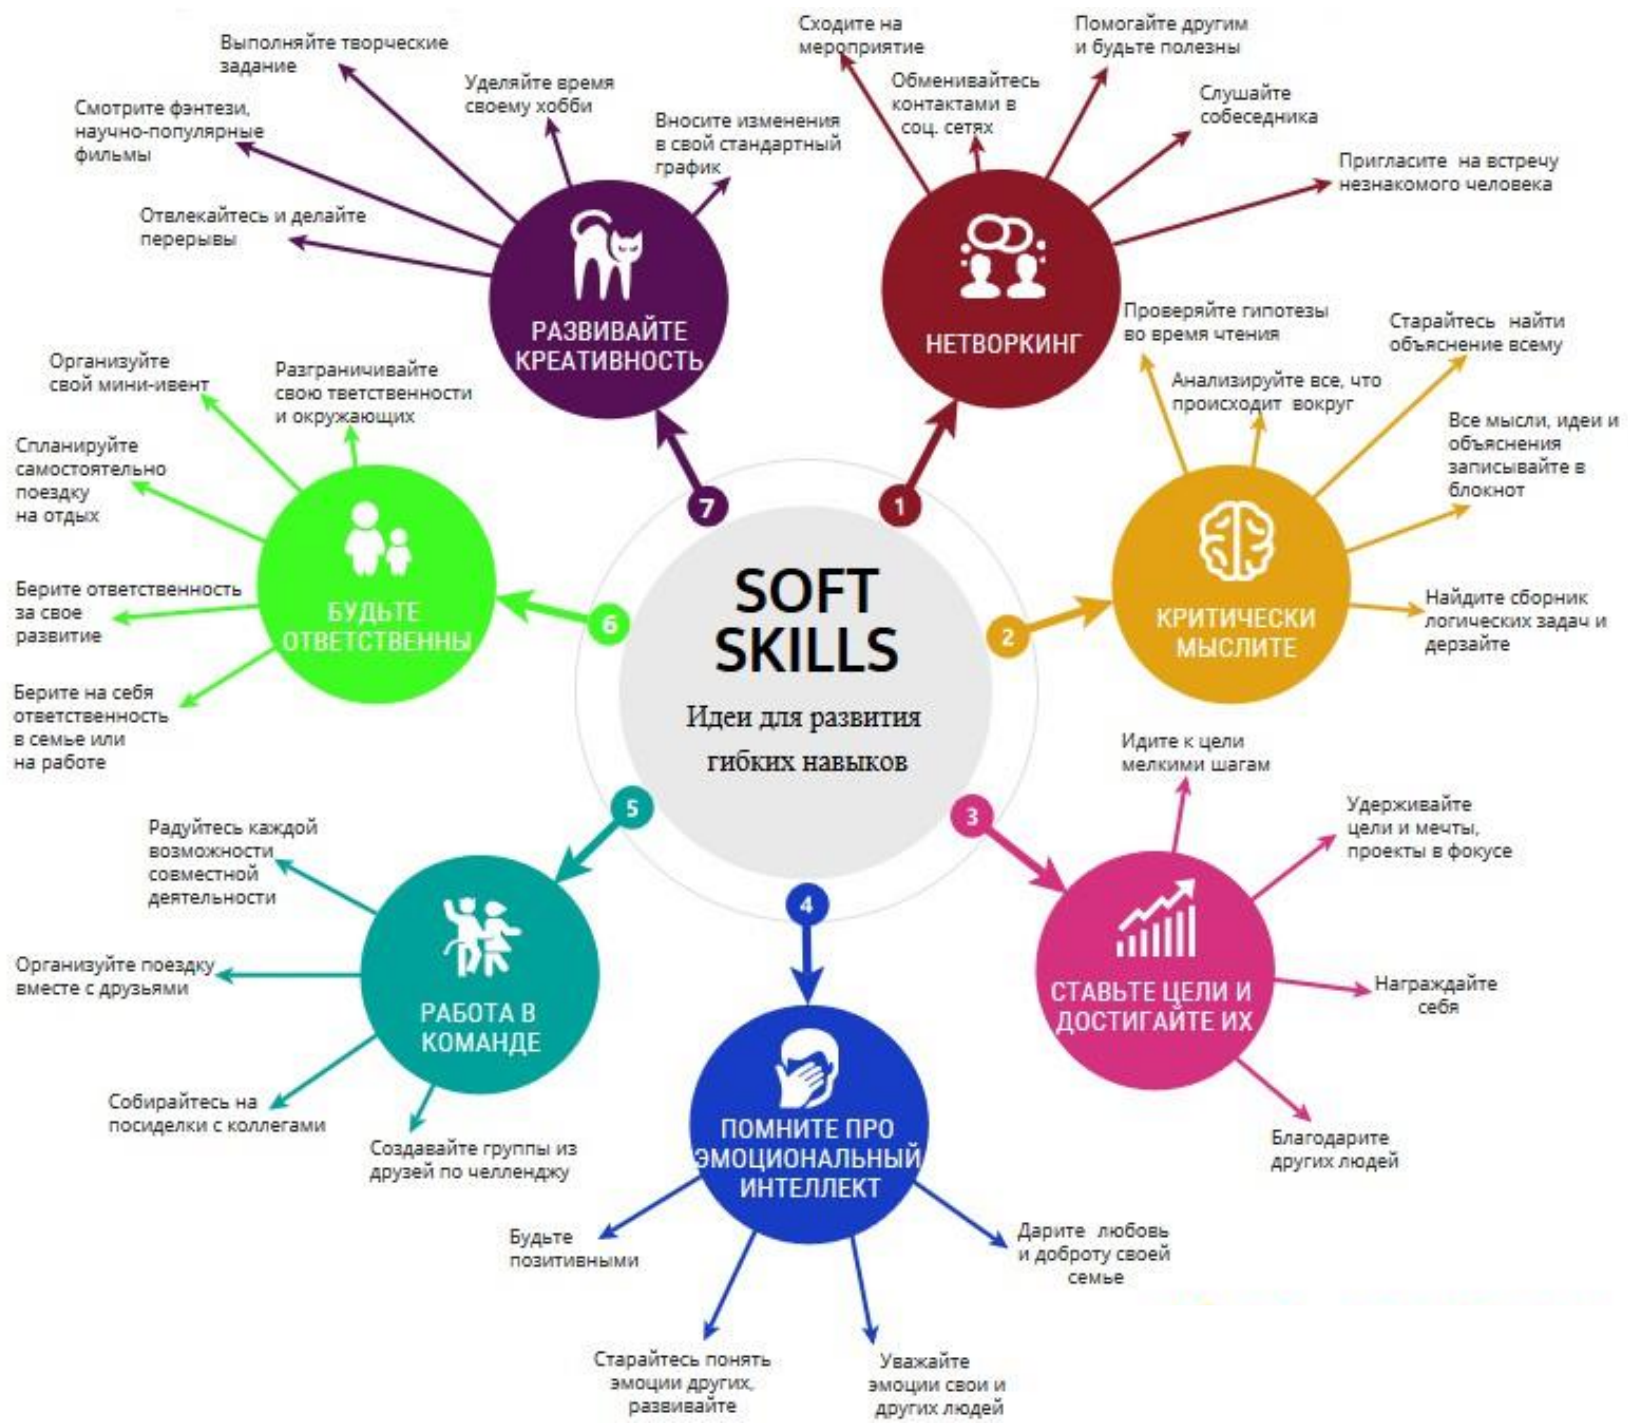 SOFT
SKILLS
Идеи для развития
гибких навыков
1
НЕТВОРКИНГ
Сходите на
мероприятие
Обменивайтесь
контактами в
соц. сетях
Помогайте другим
и будьте полезны
Слушайте
собеседника
Пригласите на встречу
незнакомого человека
2
КРИТИЧЕСКИ
МЫСЛИТЕ
Проверяйте гипотезы
во время чтения
Анализируйте все, что
происходит вокруг
Старайтесь найти
объяснение всему
Все мысли, идеи и
объяснения
записывайте в
блокнот
Найдите сборник
логических задач и
дерзайте
3
СТАВЬТЕ ЦЕЛИ И
ДОСТИГАЙТЕ ИХ
Идите к цели
мелкими шагам
Удерживайте
цели и мечты,
проекты в фокусе
Награждайте
себя
Благодарите
других людей
4
ПОМНИТЕ ПРО
ЭМОЦИОНАЛЬНЫЙ
ИНТЕЛЛЕКТ
Дарите любовь
и доброту своей
семье
Уважайте
эмоции свои и
других людей
Старайтесь понять
эмоции других,
развивайте
Будьте
позитивными
5
РАБОТА В
КОМАНДЕ
Создавайте группы из
друзей по челленджу
Собирайтесь на
посиделки с коллегами
Организуйте поездку
вместе с друзьями
Радуйтесь каждой
возможности
совместной
деятельности
6
БУДЬТЕ
ОТВЕТСТВЕННЫ
Берите на себя
ответственность
в семье или
на работе
Берите ответственность
за свое
развитие
Спланируйте
самостоятельно
поездку
на отдых
Организуйте
свой мини-ивент
Разграничивайте
свою тветственности
и окружающих
7
РАЗВИВАЙТЕ
КРЕАТИВНОСТЬ
Отвлекайтесь и делайте
перерывы
Смотрите фэнтези,
научно-популярные
фильмы
Выполняйте творческие
задание
Уделяйте время
своему хобби
Вносите изменения
в свой стандартный
график